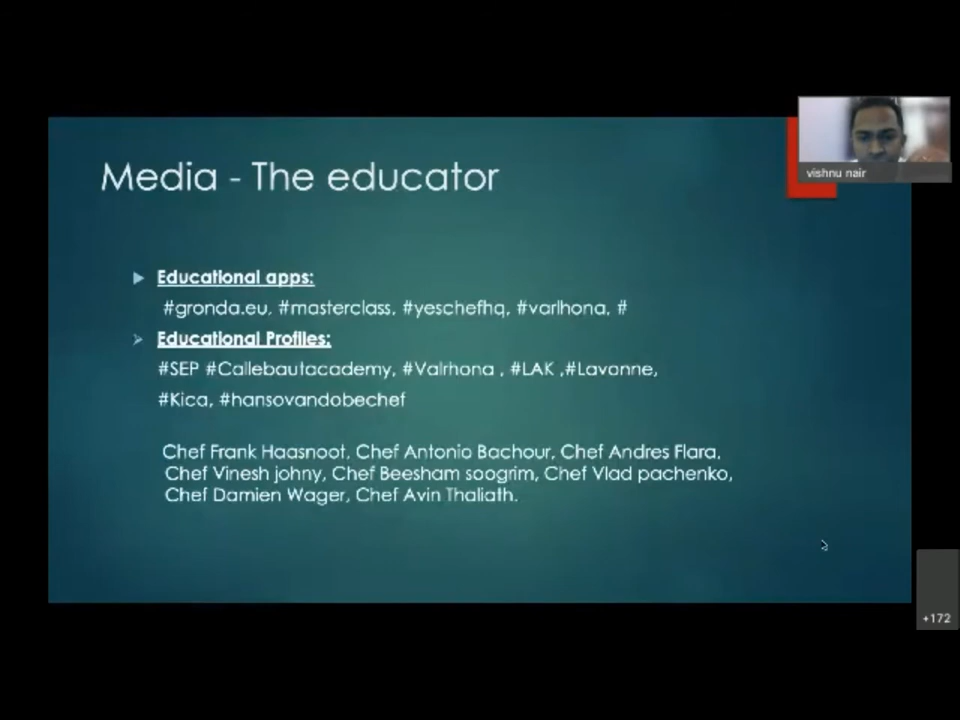 Media - The educator
vishnu nair
Educational apps:
#gronda.eu, #masterclass, #yeschefhq, #varlhona, #
Educational Profiles:
#SEP #Callebautacademy, #Valrhona , #LAK ,#Lavonne,
#Kica, #hansovandobechef
Chef Frank Haasnoot, Chef Antonio Bachour, Chef Andres Flara,
Chef Vinesh johny, Chef Beesham soogrim, Chef Vlad pachenko,
Chef Damien Wager, Chef Avin Thaliath.
+172